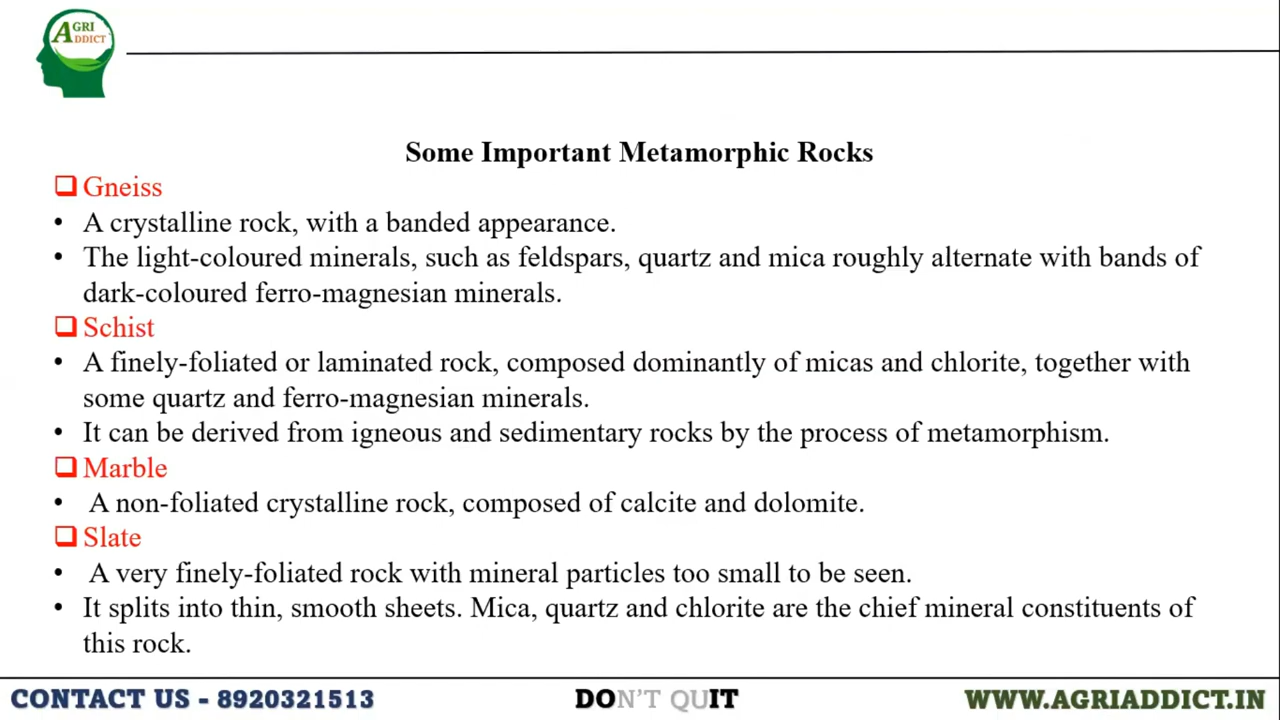 AGRI
ADDICT
Some Important Metamorphic Rocks
❑ Gneiss
• A crystalline rock, with a banded appearance.
• The light-coloured minerals, such as feldspars, quartz and mica roughly alternate with bands of
dark-coloured ferro-magnesian minerals.
❑ Schist
• A finely-foliated or laminated rock, composed dominantly of micas and chlorite, together with
some quartz and ferro-magnesian minerals.
• It can be derived from igneous and sedimentary rocks by the process of metamorphism.
❑ Marble
• A non-foliated crystalline rock, composed of calcite and dolomite.
❑ Slate
• A very finely-foliated rock with mineral particles too small to be seen.
• It splits into thin, smooth sheets. Mica, quartz and chlorite are the chief mineral constituents of
this rock.
CONTACT US - 8920321513 DON'T QUIT WWW.AGRIADDICT.IN